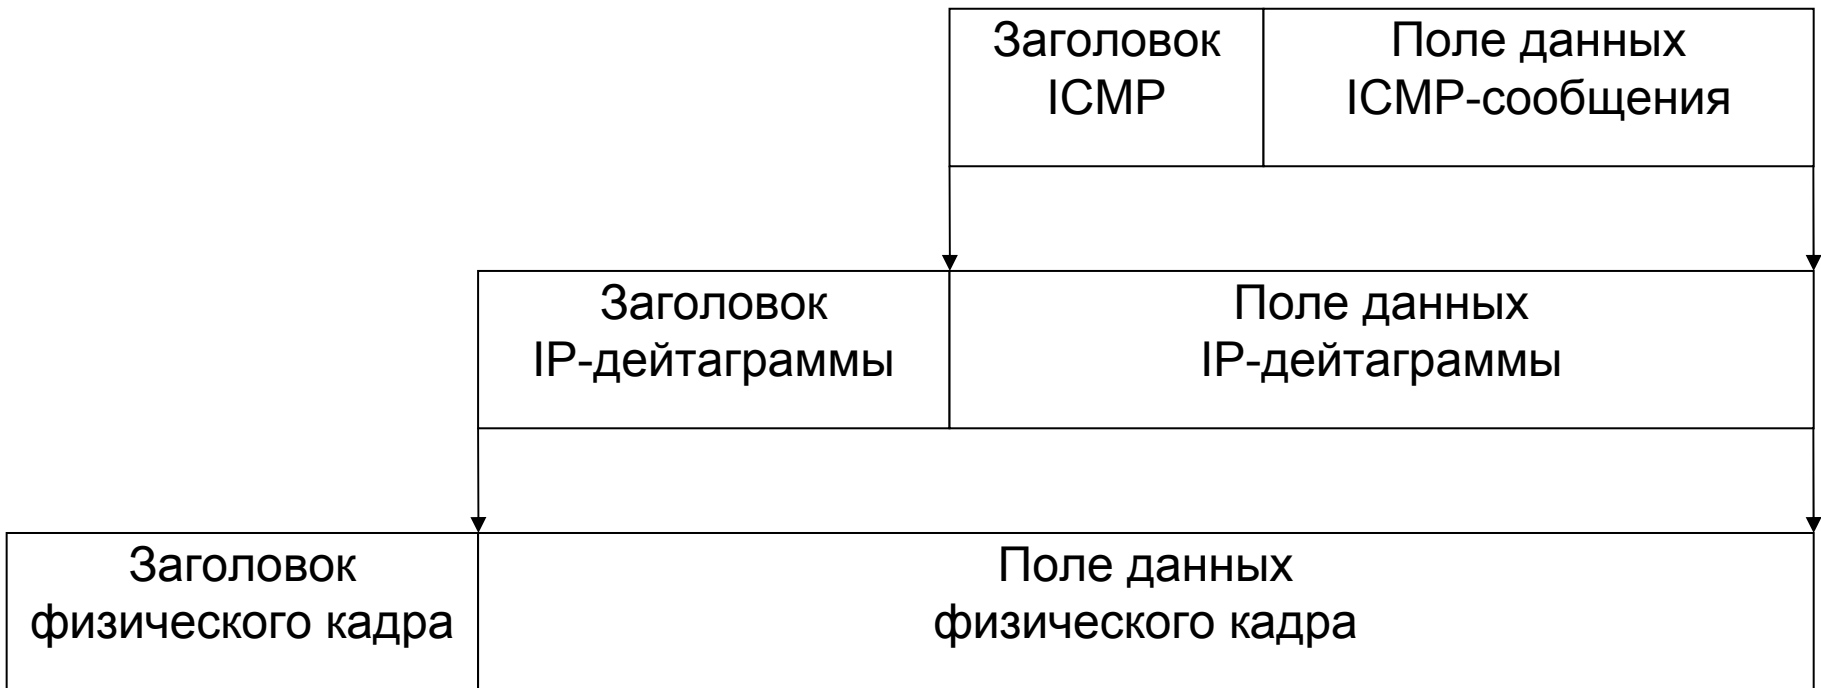 Заголовок
ICMP
Поле данных
ICMP-сообщения
Заголовок
IP-дейтаграммы
Поле данных
IP-дейтаграммы
Заголовок
физического кадра
Поле данных
физического кадра